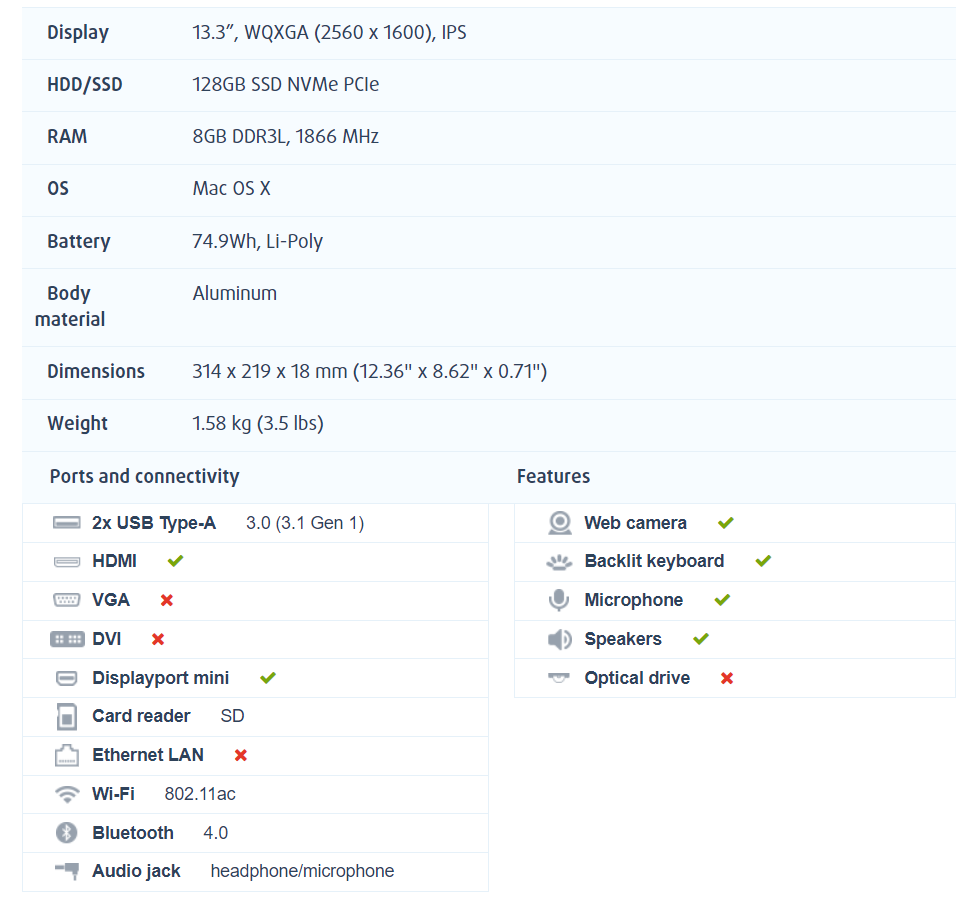 Display 13.3”, WQXGA (2560 x 1600), IPS
HDD/SSD 128GB SSD NVMe PCIe
RAM 8GB DDR3L, 1866 MHz
OS Mac OS X
Battery 74.9Wh, Li-Poly
Body Aluminum
material
Dimensions 314 x 219 x 18 mm (12.36" x 8.62" x 0.71")
Weight 1.58 kg (3.5 lbs)
Ports and connectivity
2x USB Type-A 3.0 (3.1 Gen 1)
HDMI
VGA
DVI
Displayport mini
Card reader SD
Ethernet LAN
Wi-Fi 802.11ac
Bluetooth 4.0
Audio jack headphone/microphone
Features
Web camera
Backlit keyboard
Microphone
Speakers
Optical drive